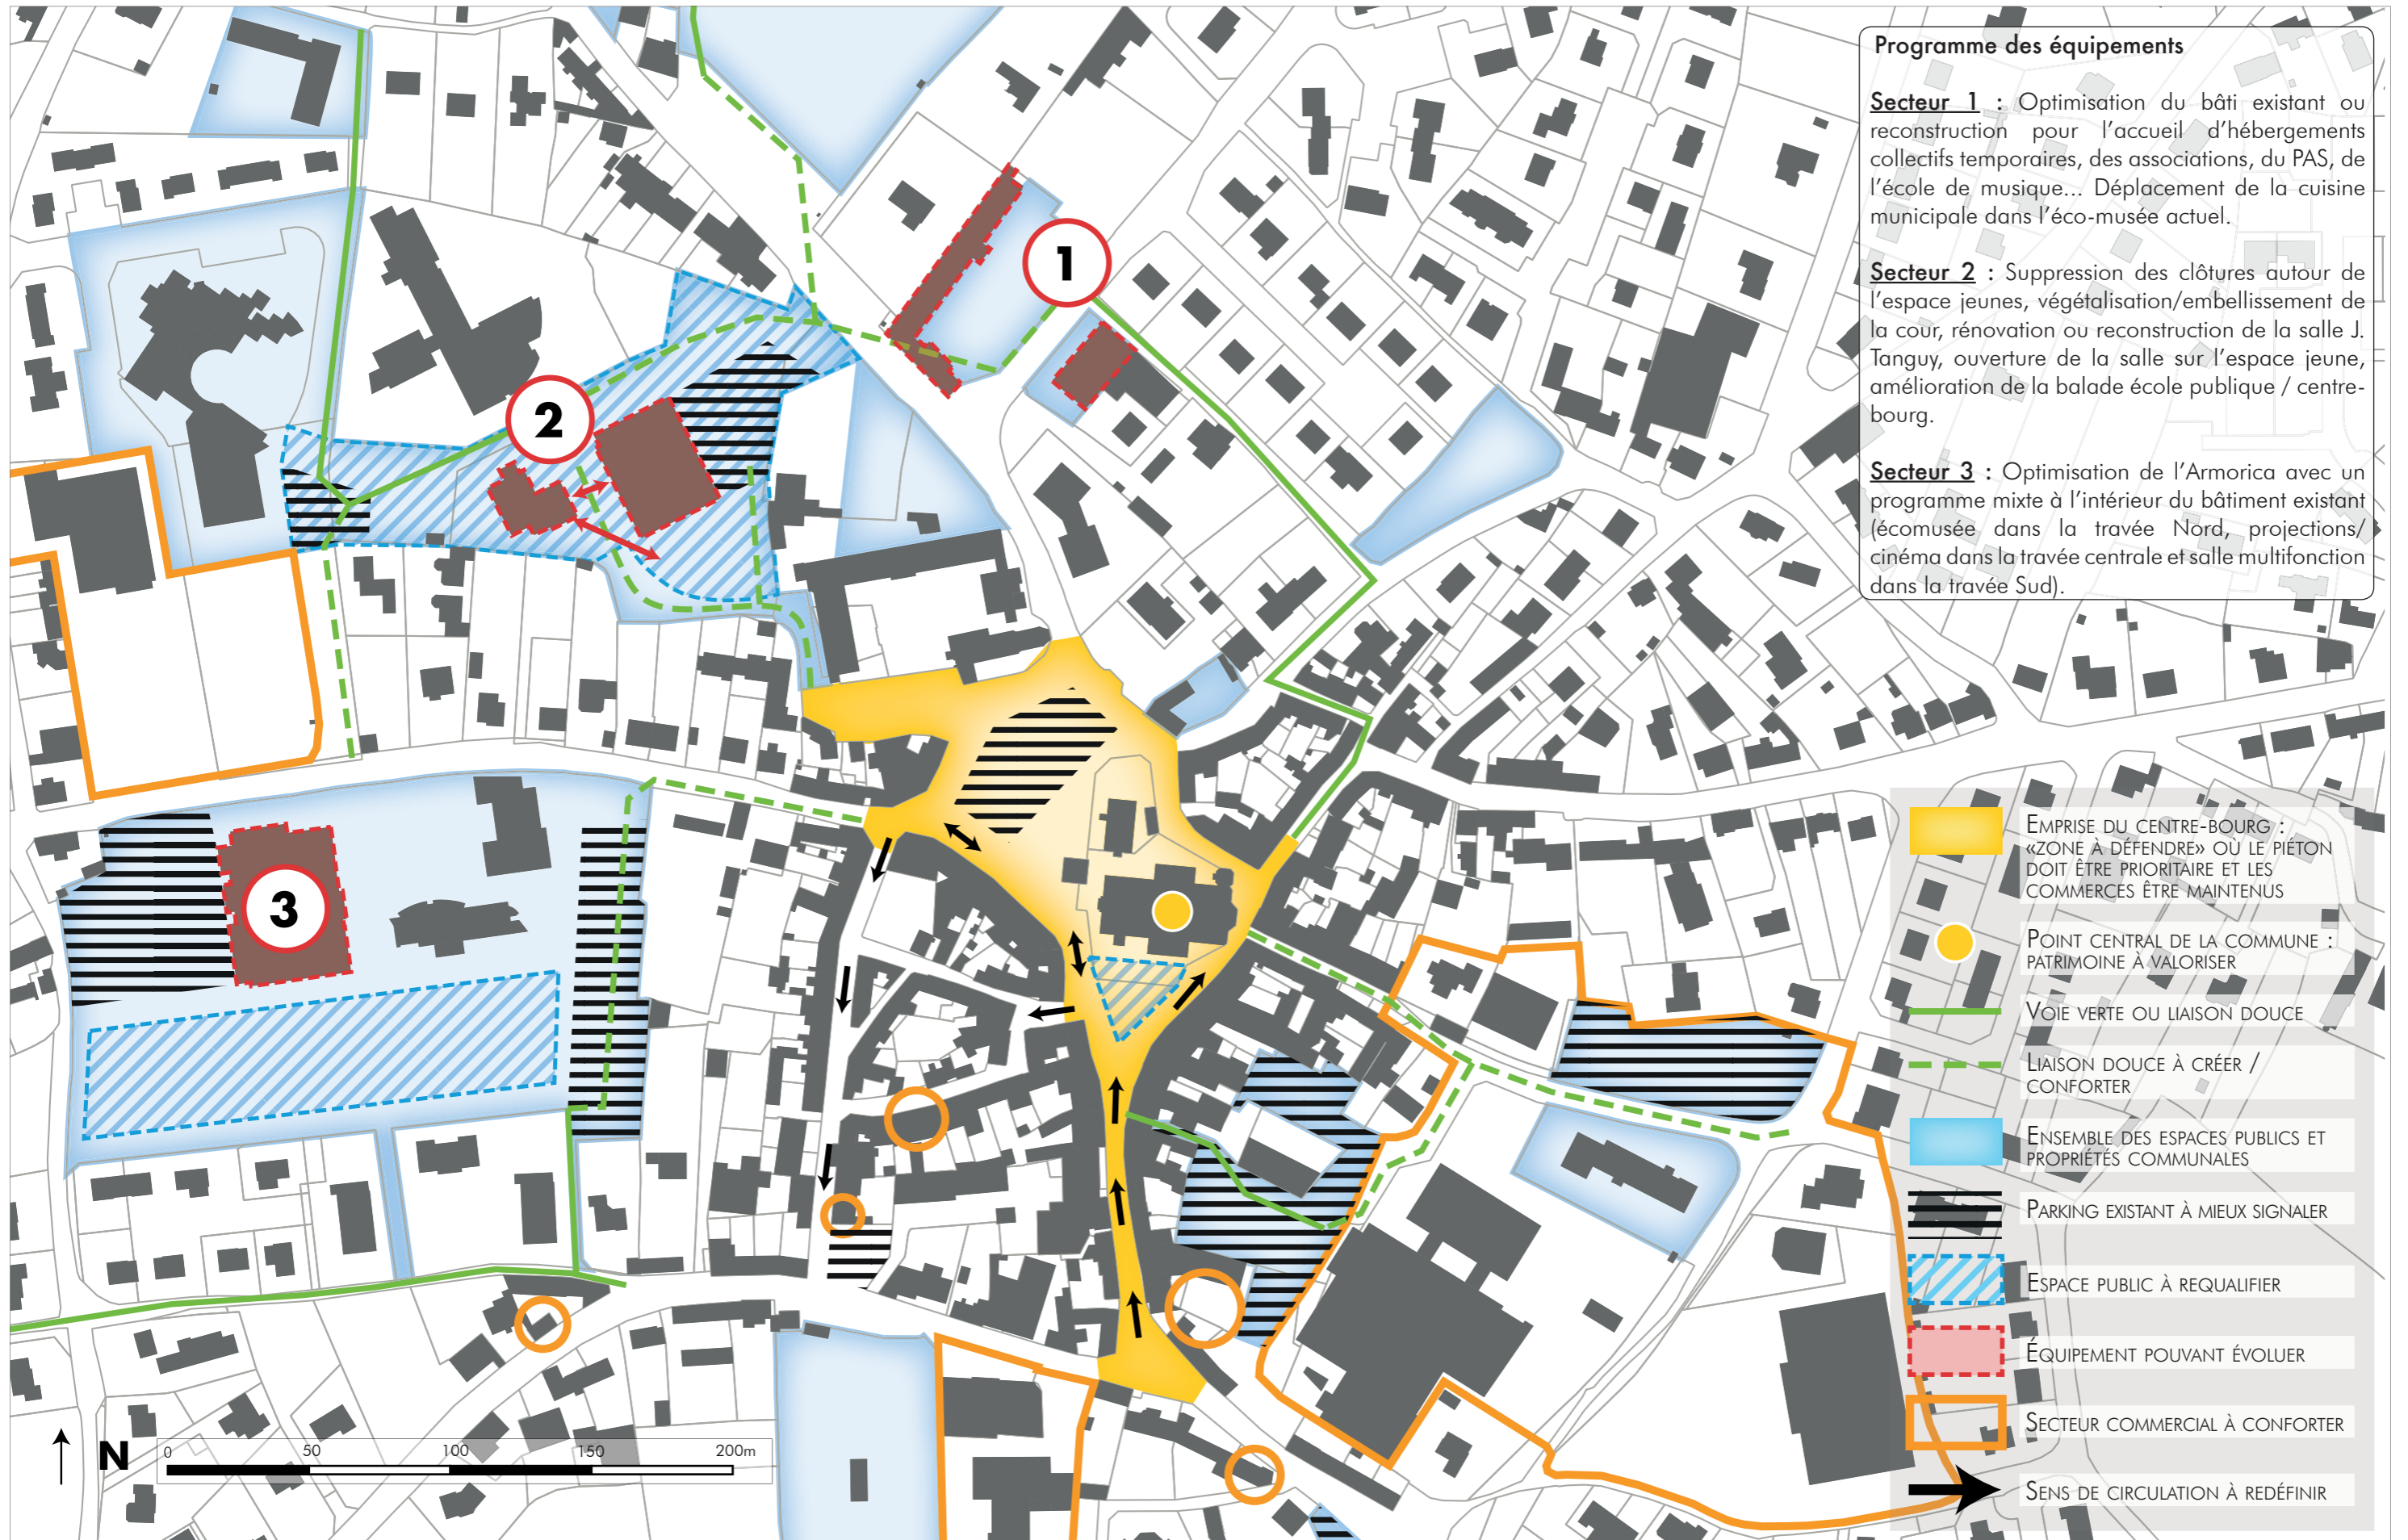 Programme des équipements
Secteur 1 : Optimisation du bâti existant ou
reconstruction pour l’accueil d’hébergements
collectifs temporaires, des associations, du PAS, de
l’école de musique... Déplacement de la cuisine
municipale dans l’éco-musée actuel.
Secteur 2 : Suppression des clôtures autour de
l’espace jeunes, végétalisation/embellissement de
la cour, rénovation ou reconstruction de la salle J.
Tanguy, ouverture de la salle sur l’espace jeune,
amélioration de la balade école publique / centre-
bourg.
Secteur 3 : Optimisation de l’Armorica avec un
programme mixte à l’intérieur du bâtiment existant
(écomusée dans la travée Nord, projections/
cinéma dans la travée centrale et salle multifonction
dans la travée Sud).
1
2
3
EMPRISE DU CENTRE-BOURG :
«ZONE À DÉFENDRE» OÙ LE PIÉTON
DOIT ÊTRE PRIORITAIRE ET LES
COMMERCES ÊTRE MAINTENUS
POINT CENTRAL DE LA COMMUNE :
PATRIMOINE À VALORISER
VOIE VERTE OU LIAISON DOUCE
LIAISON DOUCE À CRÉER /
CONFORTER
ENSEMBLE DES ESPACES PUBLICS ET
PROPRIÉTÉS COMMUNALES
PARKING EXISTANT À MIEUX SIGNALER
ESPACE PUBLIC À REQUALIFIER
ÉQUIPEMENT POUVANT ÉVOLUER
SECTEUR COMMERCIAL À CONFORTER
SENS DE CIRCULATION À REDÉFINIR
N
0 50 100 150 200m